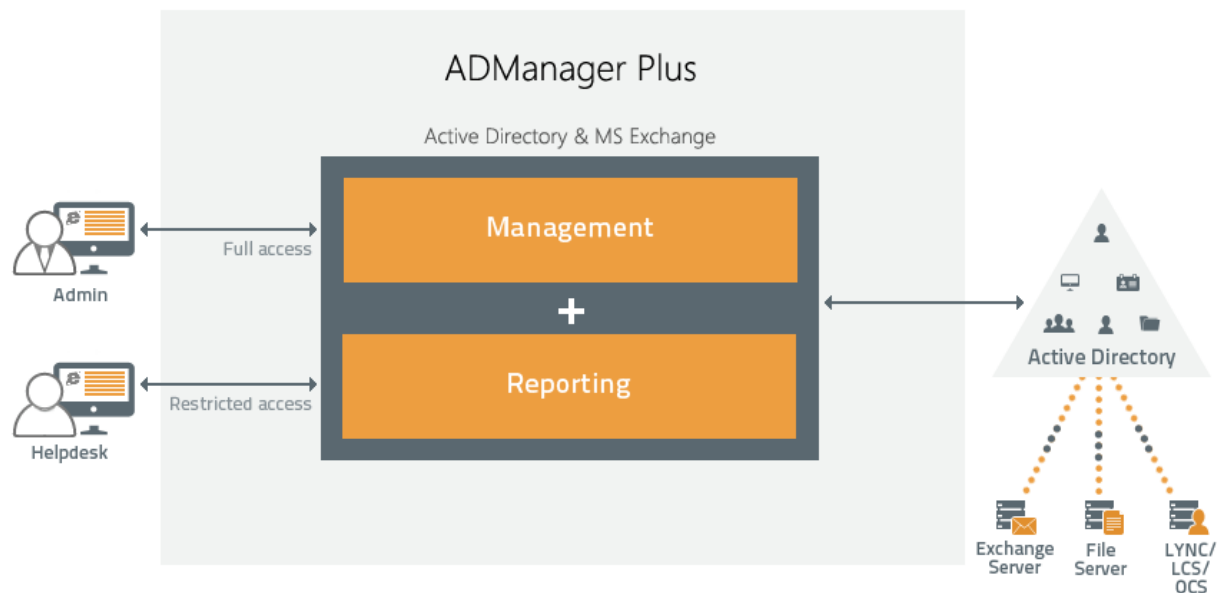 ADManager Plus
Active Directory & MS Exchange
Management
Full access
Admin
+
Reporting
Restricted access
Helpdesk
Active Directory
Exchange
Server
File
Server
LYNC/
LCS/
OCS